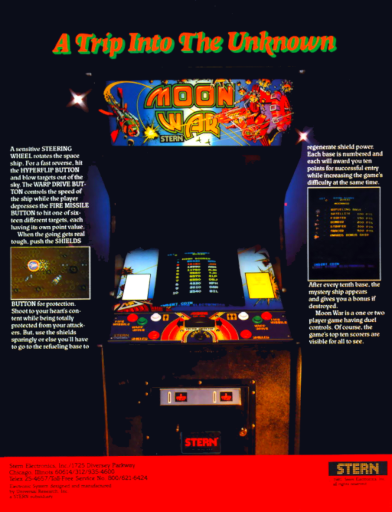 A Trip Into The Unknown
MOON
WAR
STERN
A sensitive STEERING
WHEEL rotates the space
ship. For a fast reverse, hit
the HYPERFLIP BUTTON
and blow targets out of the
sky. The WARP DRIVE BUT-
TON controls the speed of
the ship while the player
depresses the FIRE MISSILE
BUTTON to hit one of six-
teen different targets, each
having its own point value.
When the going gets real
tough, push the SHIELDS
BUTTON for protection.
Shoot to your heart's con-
tent while being totally
protected from your attack-
ers. But, use the shields
sparingly or else you'll have
to go to the refueling base to
regenerate shield power.
Each base is numbered and
each will award you ten
points for successful entry
while increasing the game's
difficulty at the same time.
After every tenth base, the
mystery ship appears
and gives you a bonus if
destroyed.
Moon War is a one or two
player game having duel
controls. Of course, the
game's top ten scorers are
visible for all to see.
STERN
STERN